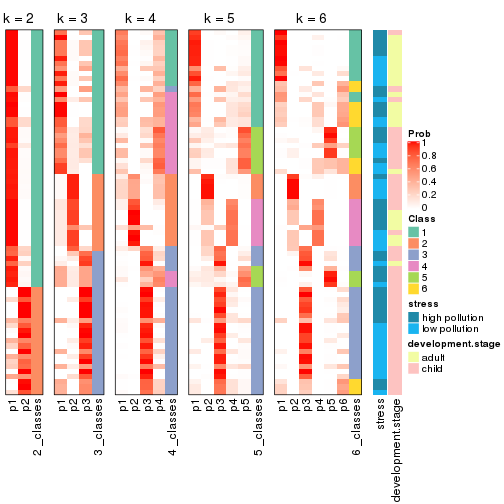 k = 2
k = 3
k = 4
k = 5
k = 6
Prob
1
0.8
0.6
0.4
0.2
0
Class
1
2
3
4
5
6
stress
high pollution
low pollution
development.stage
adult
child
p1
p2
2_classes
p1
p2
p3
3_classes
p1
p2
p3
p4
4_classes
p1
p2
p3
p4
p5
5_classes
p1
p2
p3
p4
p5
p6
6_classes
stress
development.stage